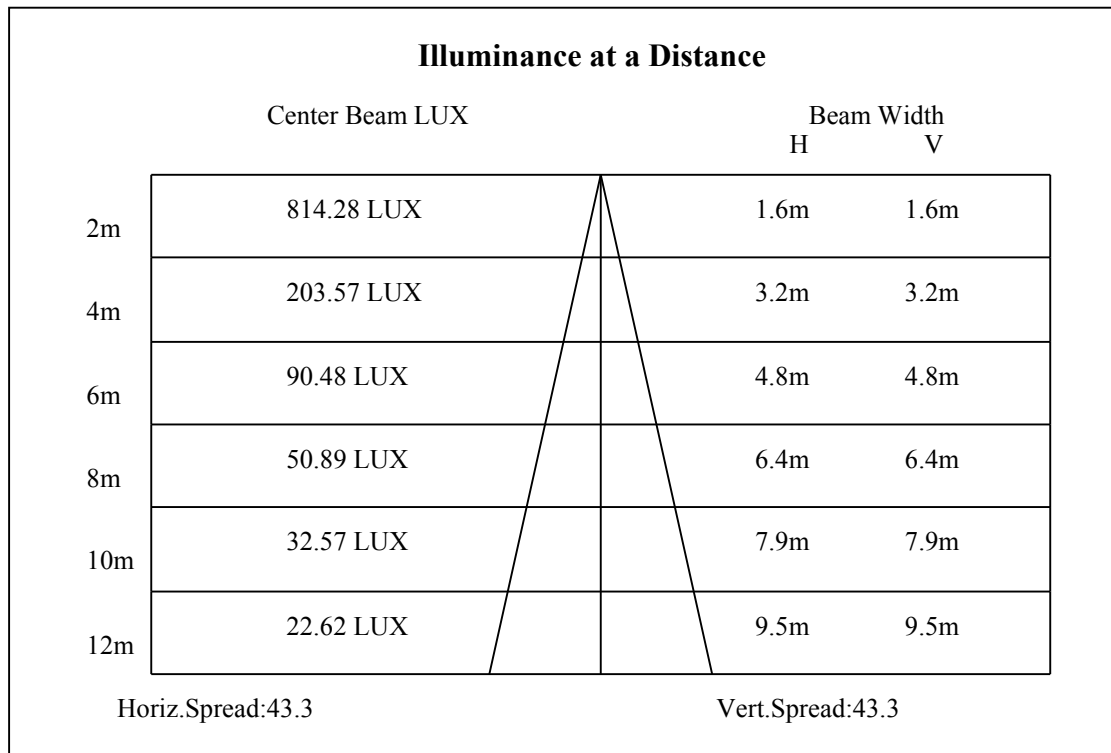 Illuminance at a Distance
Center Beam LUX Beam Width
H V
2m 814.28 LUX 1.6m 1.6m
4m 203.57 LUX 3.2m 3.2m
6m 90.48 LUX 4.8m 4.8m
8m 50.89 LUX 6.4m 6.4m
10m 32.57 LUX 7.9m 7.9m
12m 22.62 LUX 9.5m 9.5m
Horiz.Spread:43.3 Vert.Spread:43.3